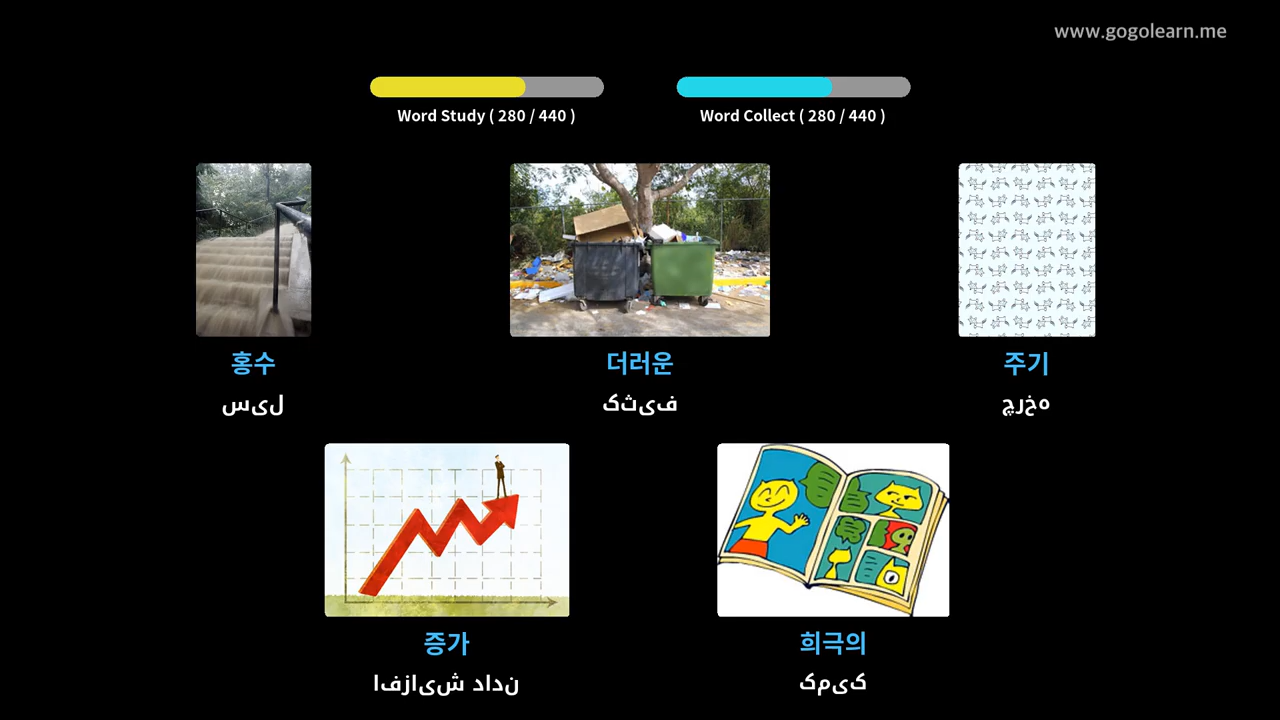 www.gogolearn.me
Word Study ( 280 / 440 )
Word Collect ( 280 / 440 )
홍수
더러운
주기
سیل
کثیف
چرخه
증가
희극의
افزایش دادن
کمیک